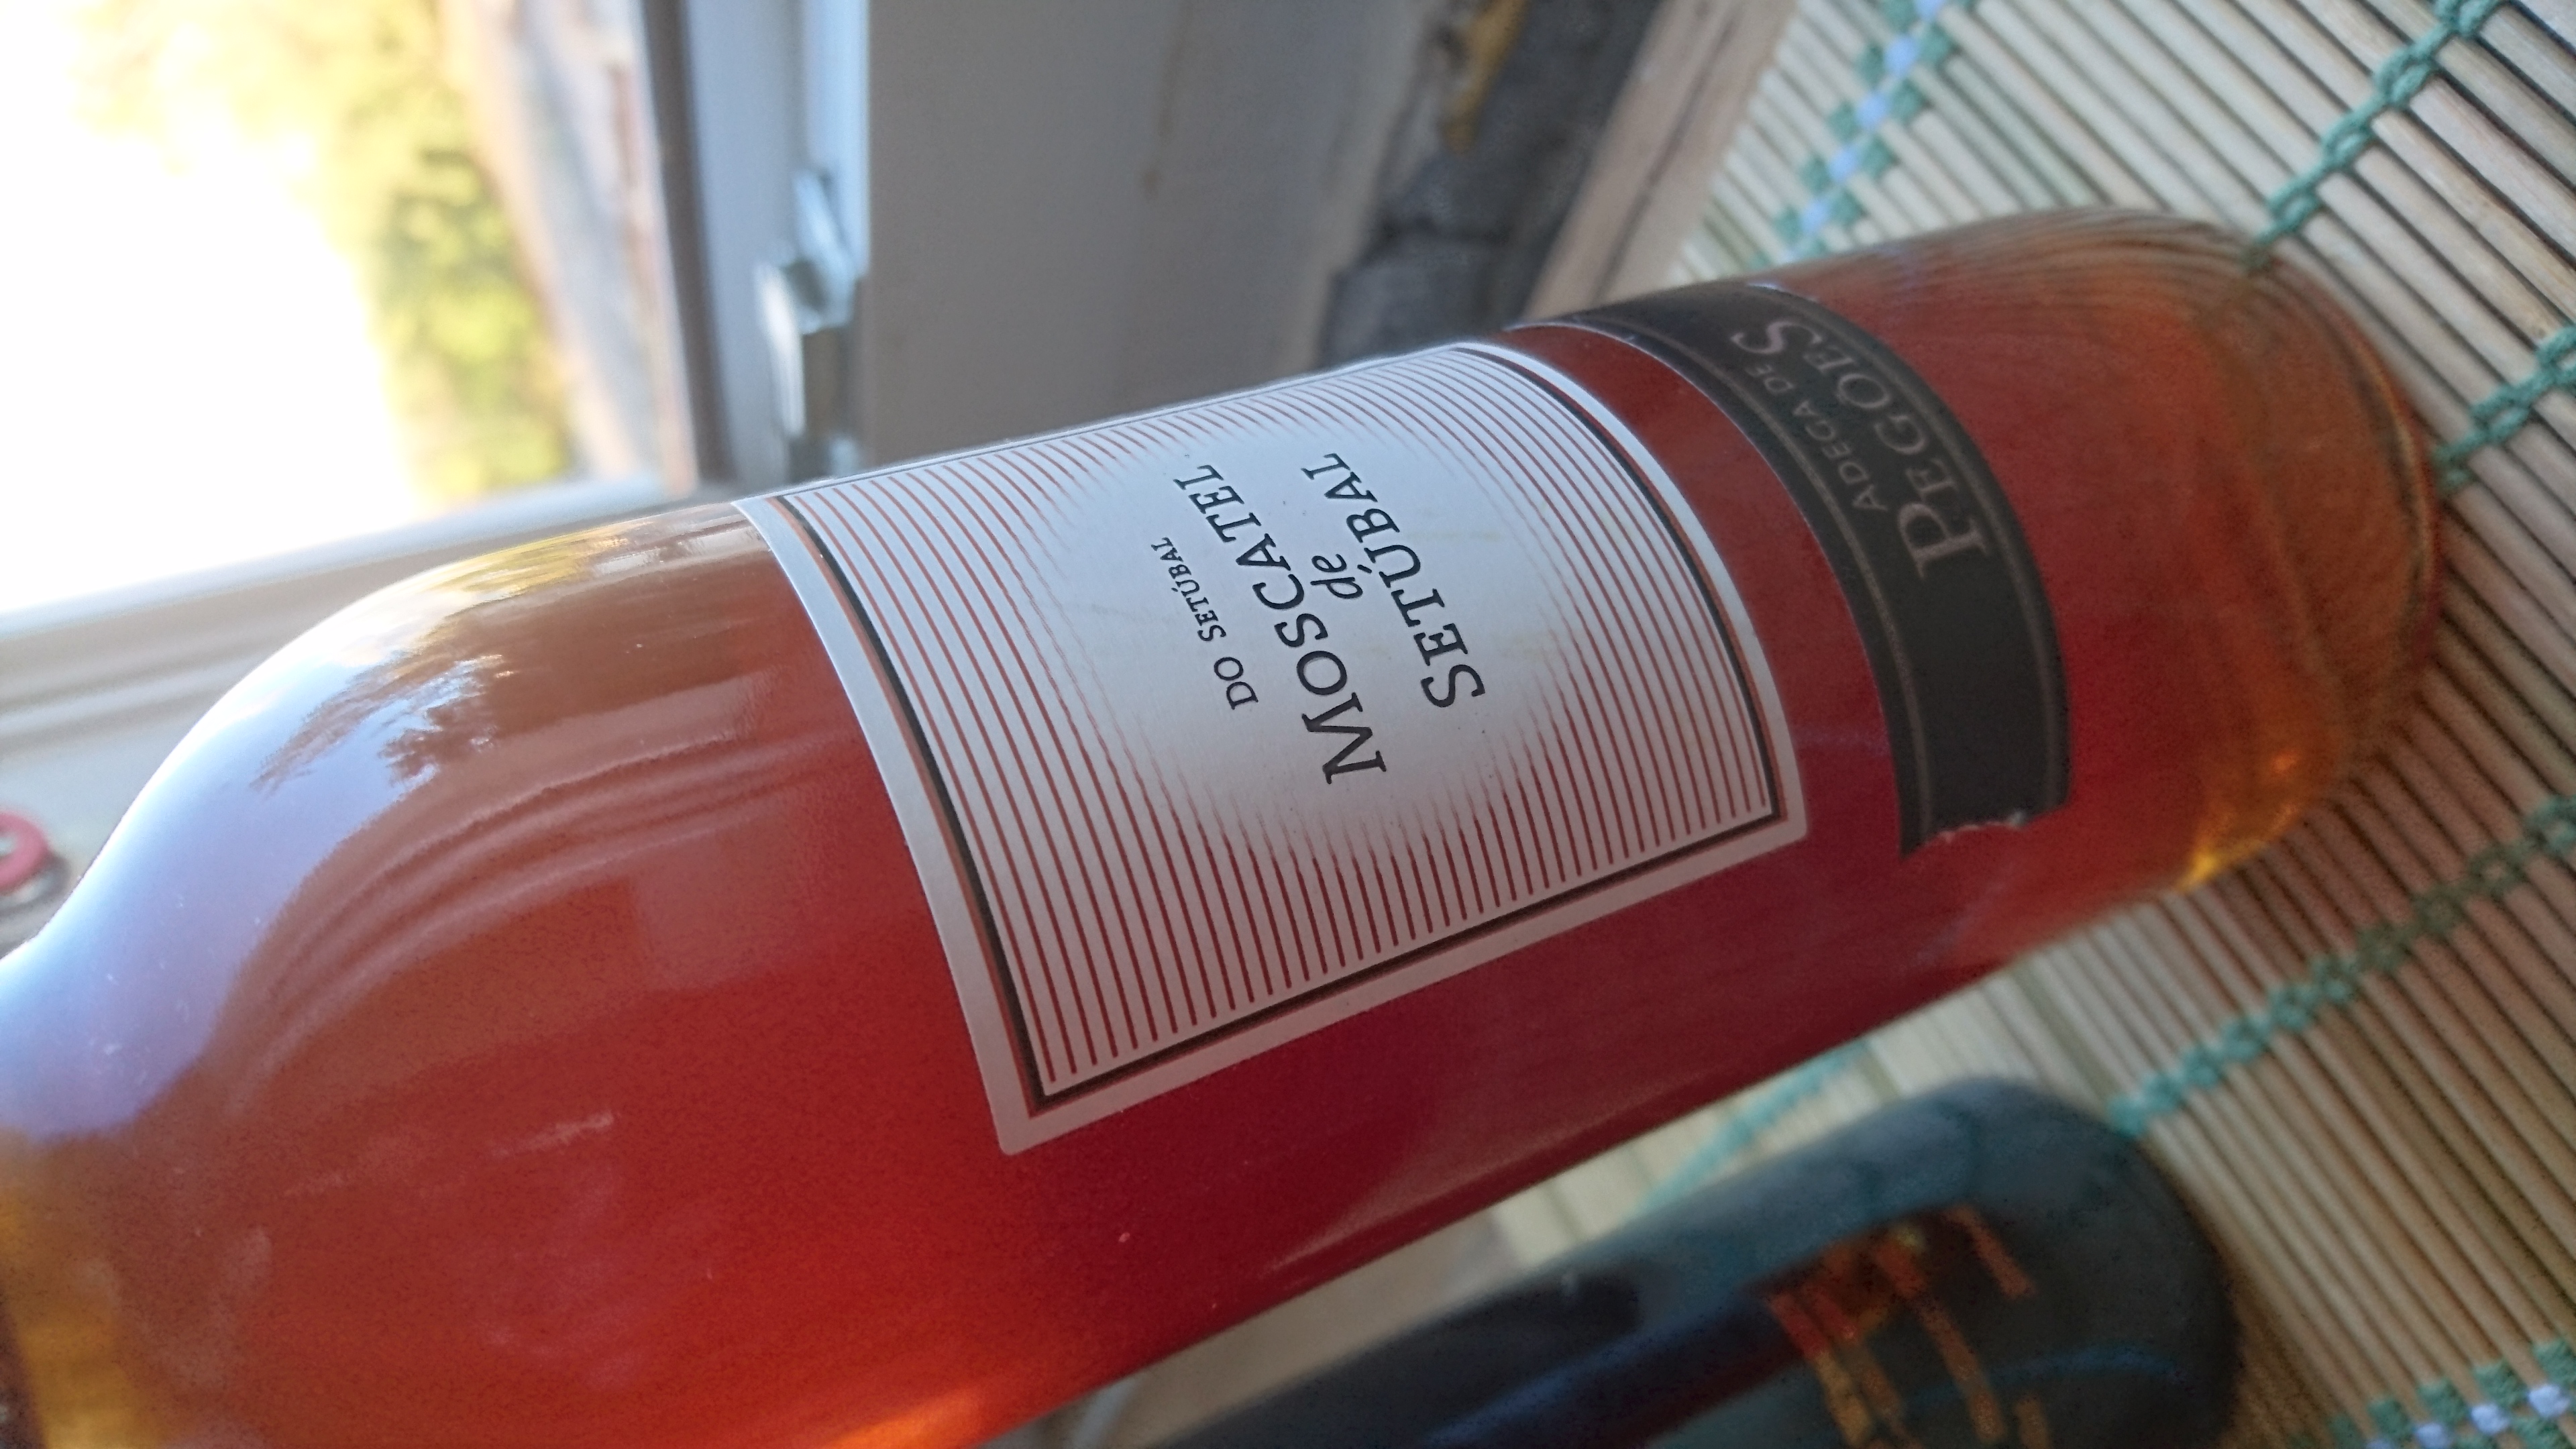 DO SETÚBAL
MOSCATEL
de
SETÚBAL
ADEGA DE
PEGÕES